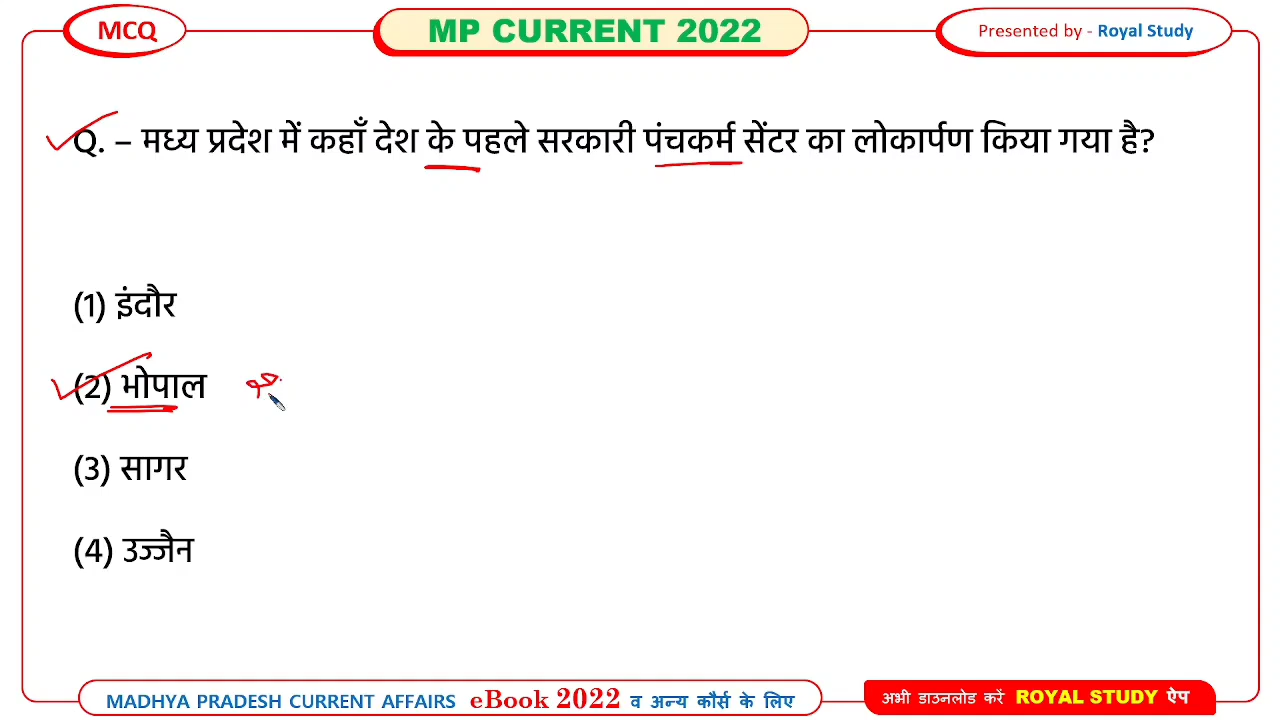 MCQ
MP CURRENT 2022
Presented by - Royal Study
Q. – मध्य प्रदेश में कहाँ देश के पहले सरकारी पंचकर्म सेंटर का लोकार्पण किया गया है?
(1) इंदौर
(2) भोपाल
(3) सागर
(4) उज्जैन
MADHYA PRADESH CURRENT AFFAIRS eBook 2022 व अन्य कौर्स के लिए
अभी डाउनलोड करें ROYAL STUDY ऐप